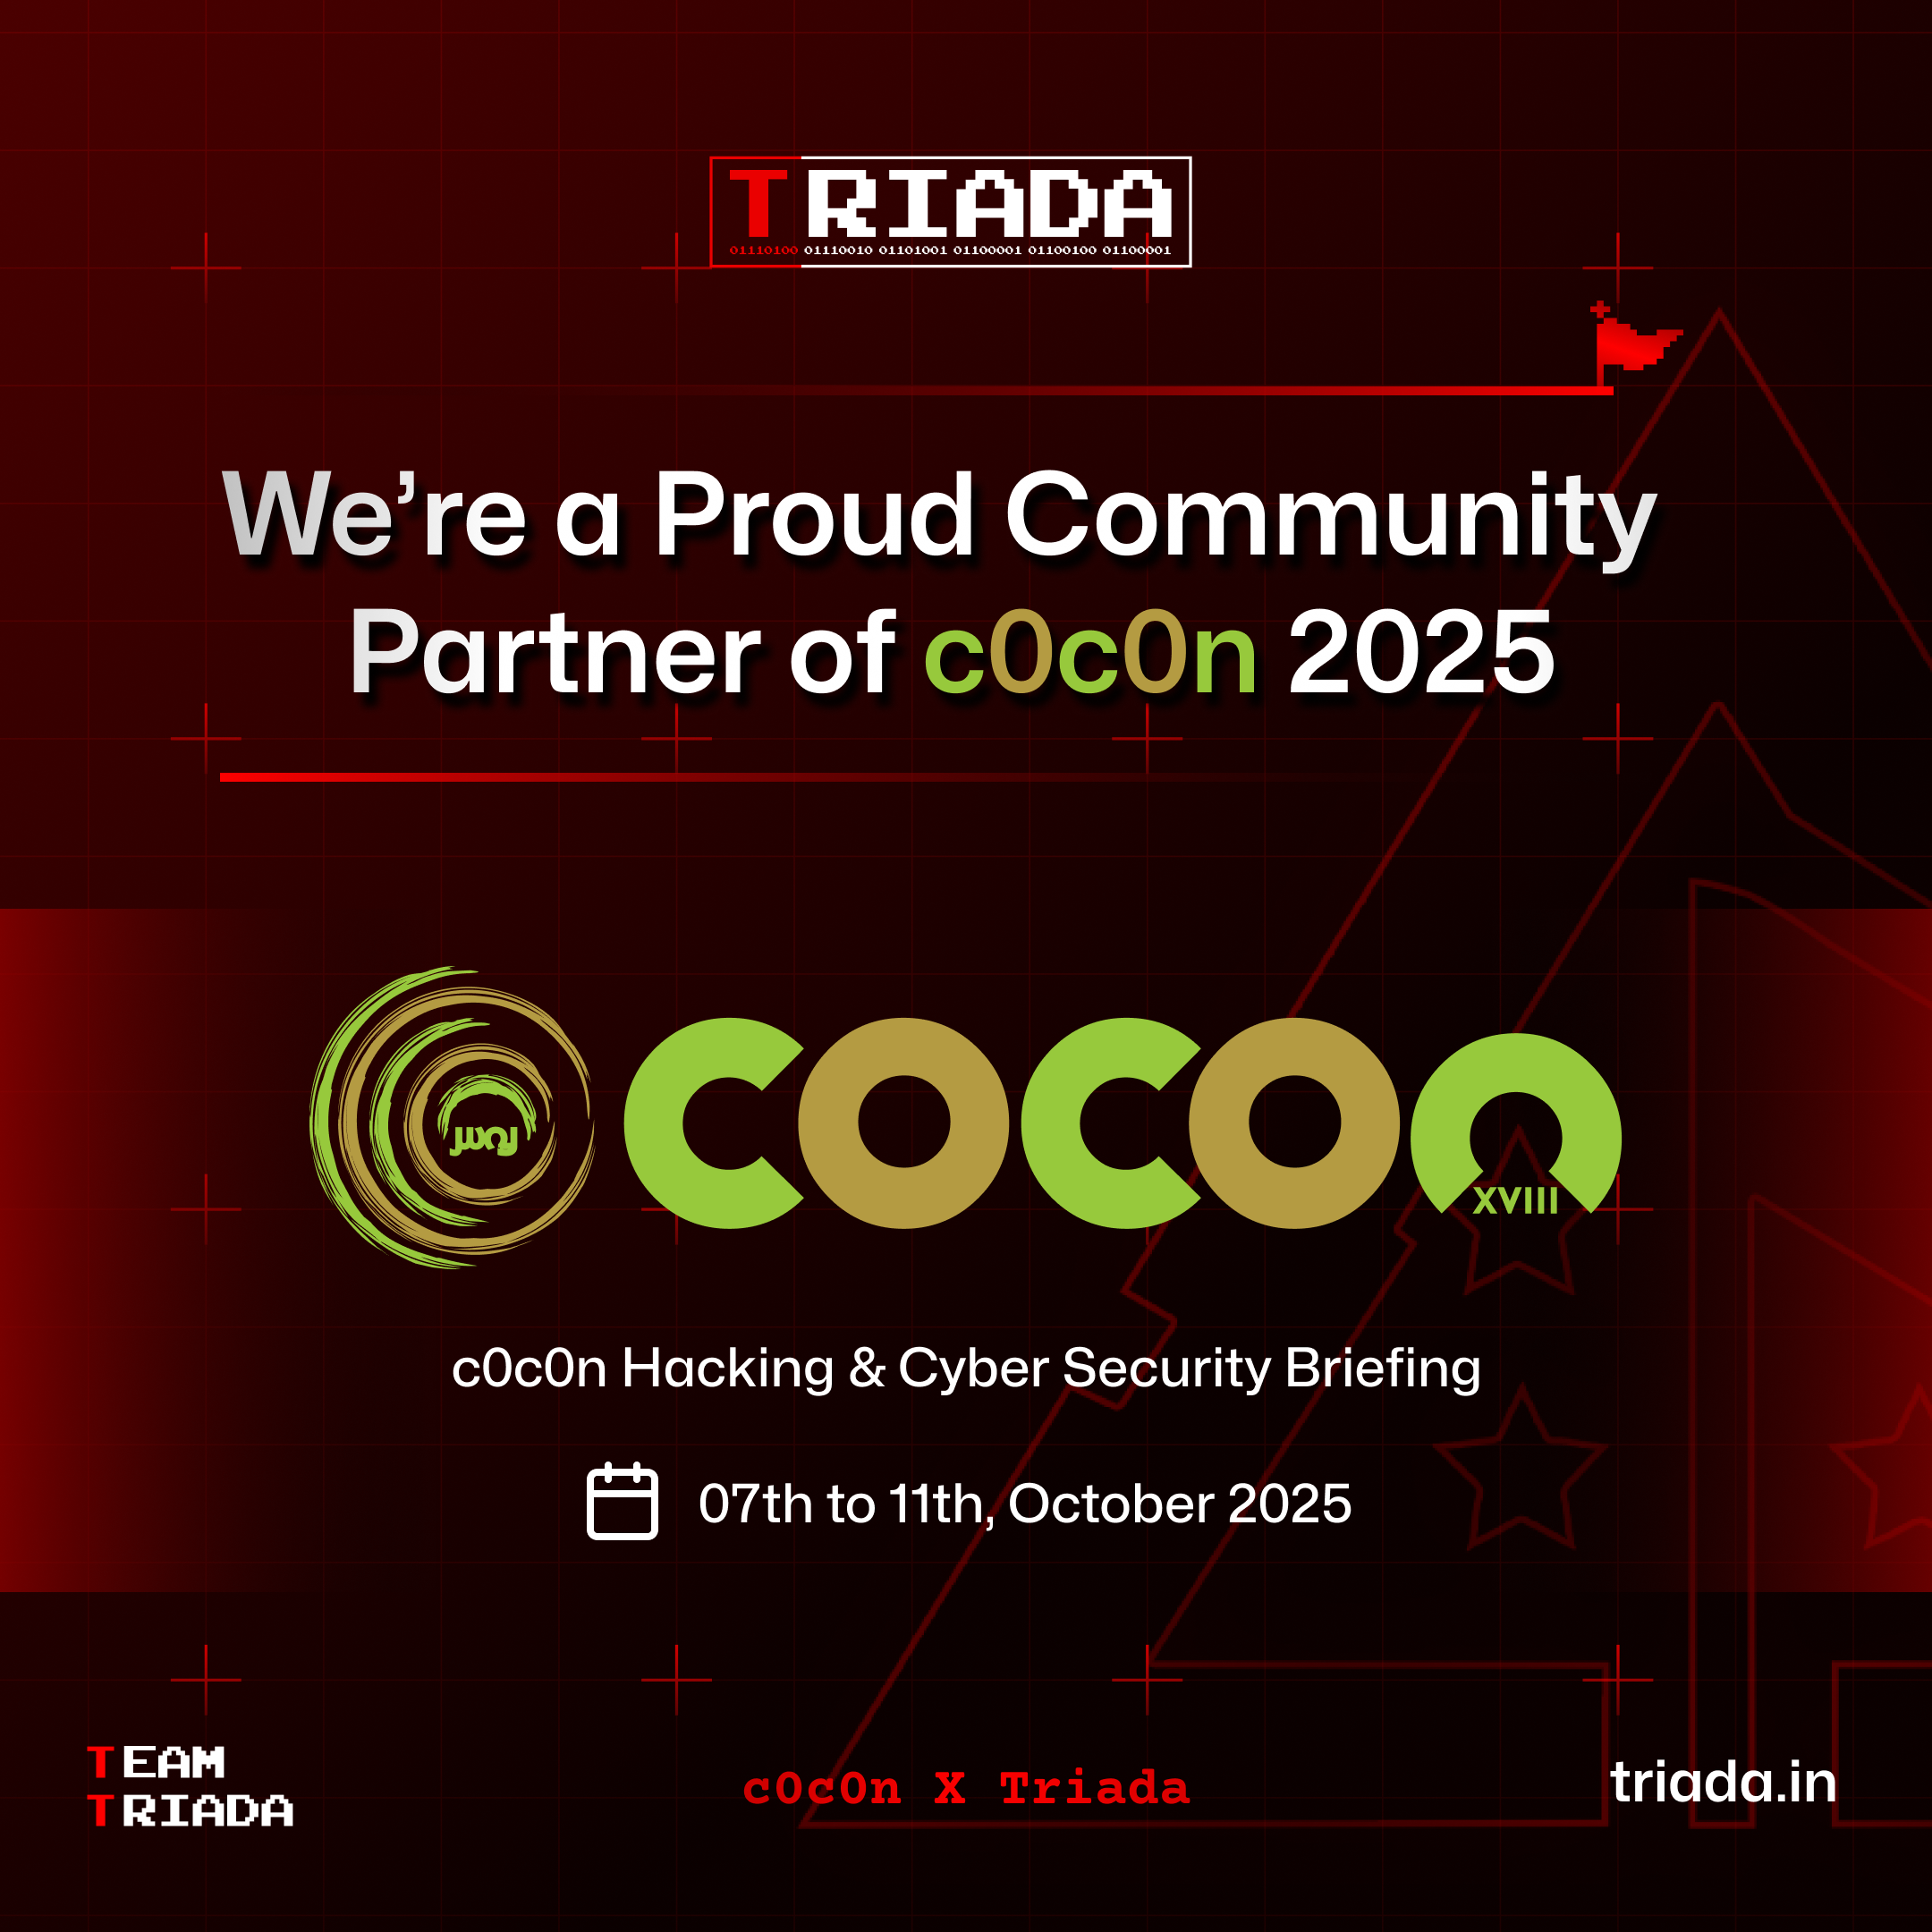 TRIADA
01110100 01110010 01101001 01100001 01100100 01100001
We’re a Proud Community
Partner of c0c0n 2025
COCON
XVIII
c0c0n Hacking & Cyber Security Briefing
07th to 11th, October 2025
TEAM
TRIADA
c0c0n X Triada
triada.in